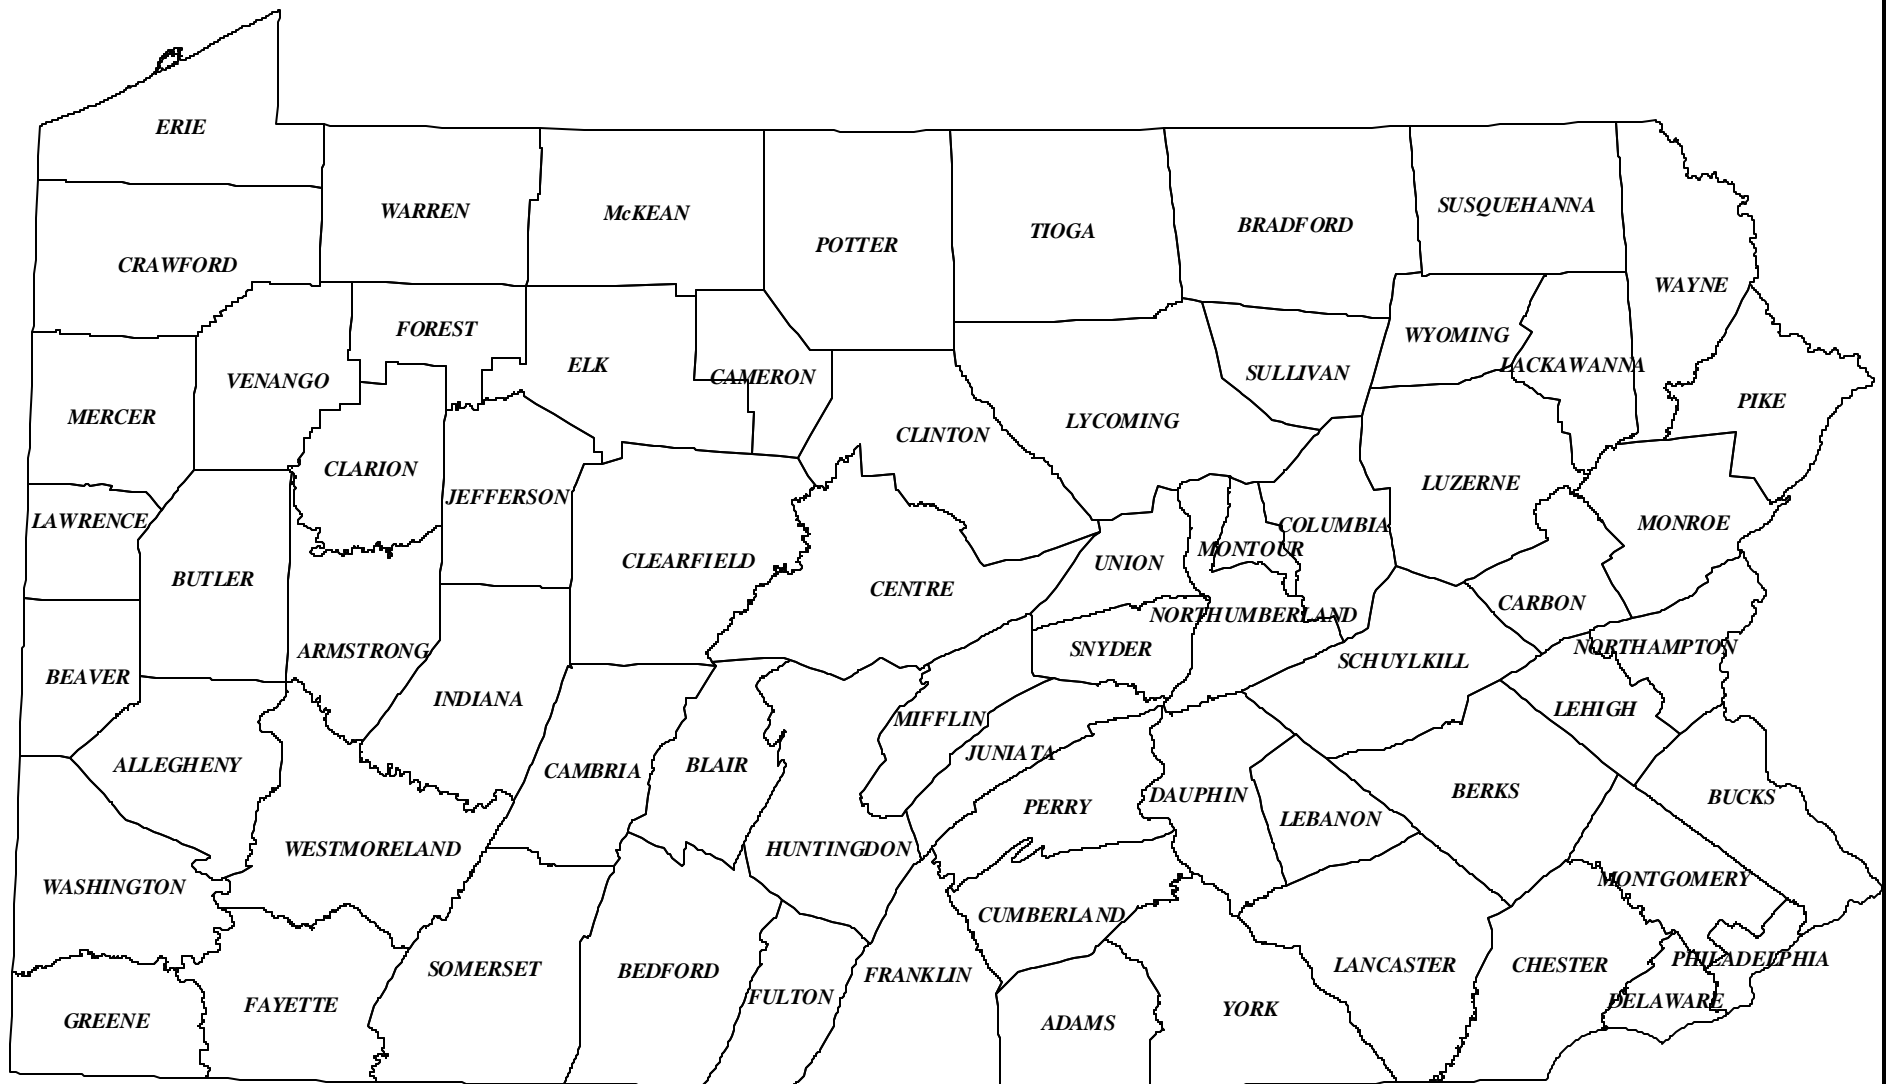 ERIE
WARREN
McKEAN
POTTER
TIOGA
BRADFORD
SUSQUEHANNA
WAYNE
CRAWFORD
FOREST
ELK
CAMERON
WYOMING
LACKAWANNA
SULLIVAN
PIKE
VENANGO
MERCER
CLINTON
LYCOMING
CLARION
JEFFERSON
LUZERNE
LAWRENCE
COLUMBIA
MONROE
MONTOUR
UNION
CLEARFIELD
BUTLER
CENTRE
CARBON
NORTHUMBERLAND
ARMSTRONG
SNYDER
NORTHAMPTON
SCHUYLKILL
BEAVER
INDIANA
MIFFLIN
LEHIGH
JUNIATA
ALLEGHENY
CAMBRIA
BLAIR
PERRY
DAUPHIN
BERKS
BUCKS
LEBANON
WESTMORELAND
HUNTINGDON
WASHINGTON
MONTGOMERY
CUMBERLAND
SOMERSET
BEDFORD
FRANKLIN
LANCASTER
CHESTER
PHILADELPHIA
FULTON
DELAWARE
FAYETTE
GREENE
ADAMS
YORK